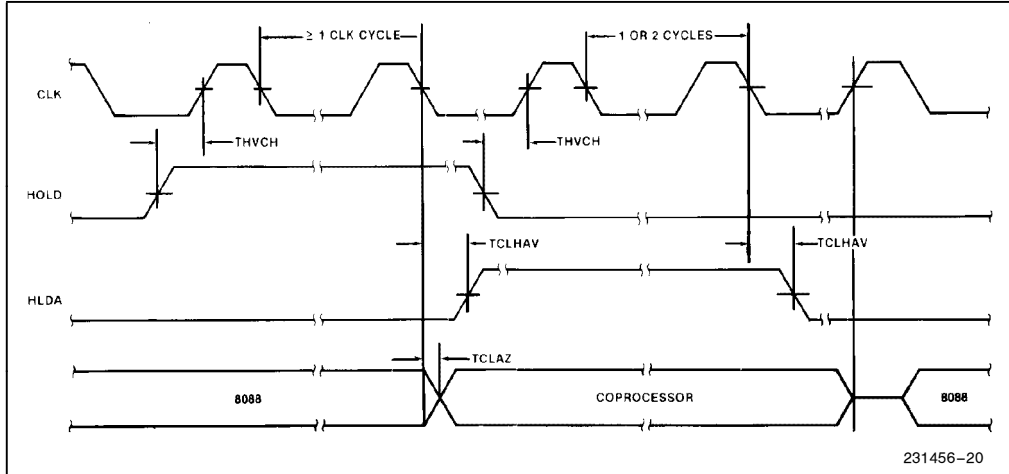 ≥ 1 CLK CYCLE
1 OR 2 CYCLES
CLK
THVCH
THVCH
HOLD
TCLHAV
TCLHAV
HLDA
TCLAZ
8088
COPROCESSOR
8088
231456-20